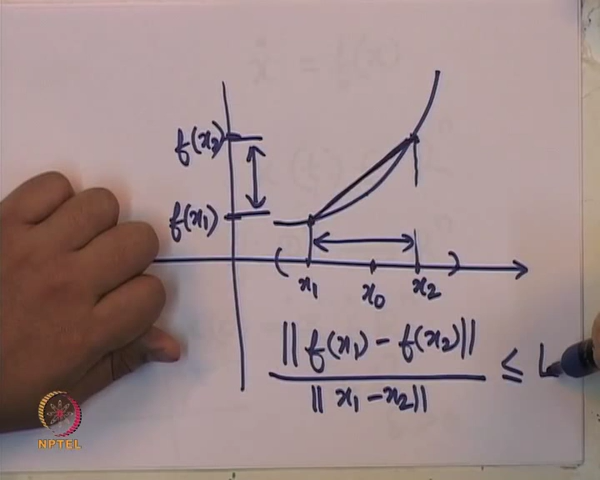 f(x₂)
f(x₁)
x₁ x₀ x₂
||f(x₁) - f(x₂)|| / ||x₁ - x₂|| ≤ L
NPTEL